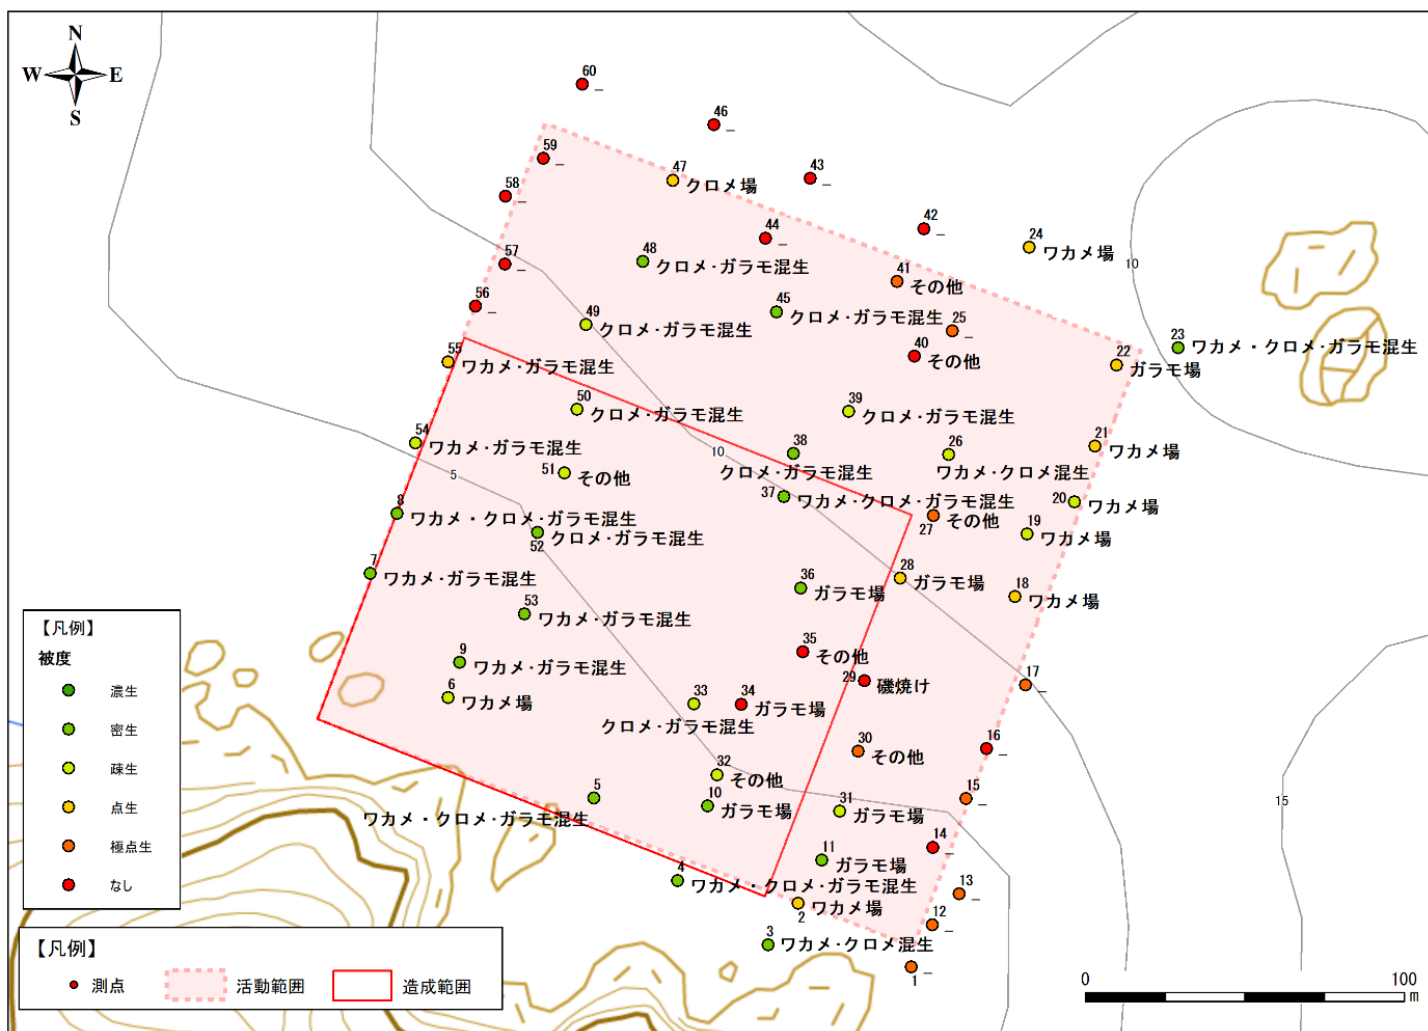 N
W E
S
60 _
46 _
59 _
47 クロメ場
43 _
58 _
44 _
42 _
24 ワカメ場
57 _
48 クロメ・ガラモ混生
41 その他
10
56 _
49 クロメ・ガラモ混生
45 クロメ・ガラモ混生
25
40 その他
23 ワカメ・クロメ・ガラモ混生
22 ガラモ場
55 ワカメ・ガラモ混生
50 クロメ・ガラモ混生
39 クロメ・ガラモ混生
54 ワカメ・ガラモ混生
10
38 クロメ・ガラモ混生
26 ワカメ・クロメ混生
21 ワカメ場
5
51 その他
37 ワカメ・クロメ・ガラモ混生
20 ワカメ場
8 ワカメ・クロメ・ガラモ混生
27 その他
19 ワカメ場
52 クロメ・ガラモ混生
7 ワカメ・ガラモ混生
36 ガラモ場
28 ガラモ場
18 ワカメ場
53 ワカメ・ガラモ混生
9 ワカメ・ガラモ混生
35 その他
29 磯焼け
17 _
6 ワカメ場
33 クロメ・ガラモ混生
34 ガラモ場
30 その他
16 _
32 その他
5 ワカメ・クロメ・ガラモ混生
10 ガラモ場
31 ガラモ場
15 _
15
14 _
11 ガラモ場
4 ワカメ・クロメ・ガラモ混生
13 _
2 ワカメ場
12 _
3 ワカメ・クロメ混生
1 _
【凡例】
被度
濃生
密生
疎生
点生
極点生
なし
【凡例】
測点 活動範囲 造成範囲
0 100
m